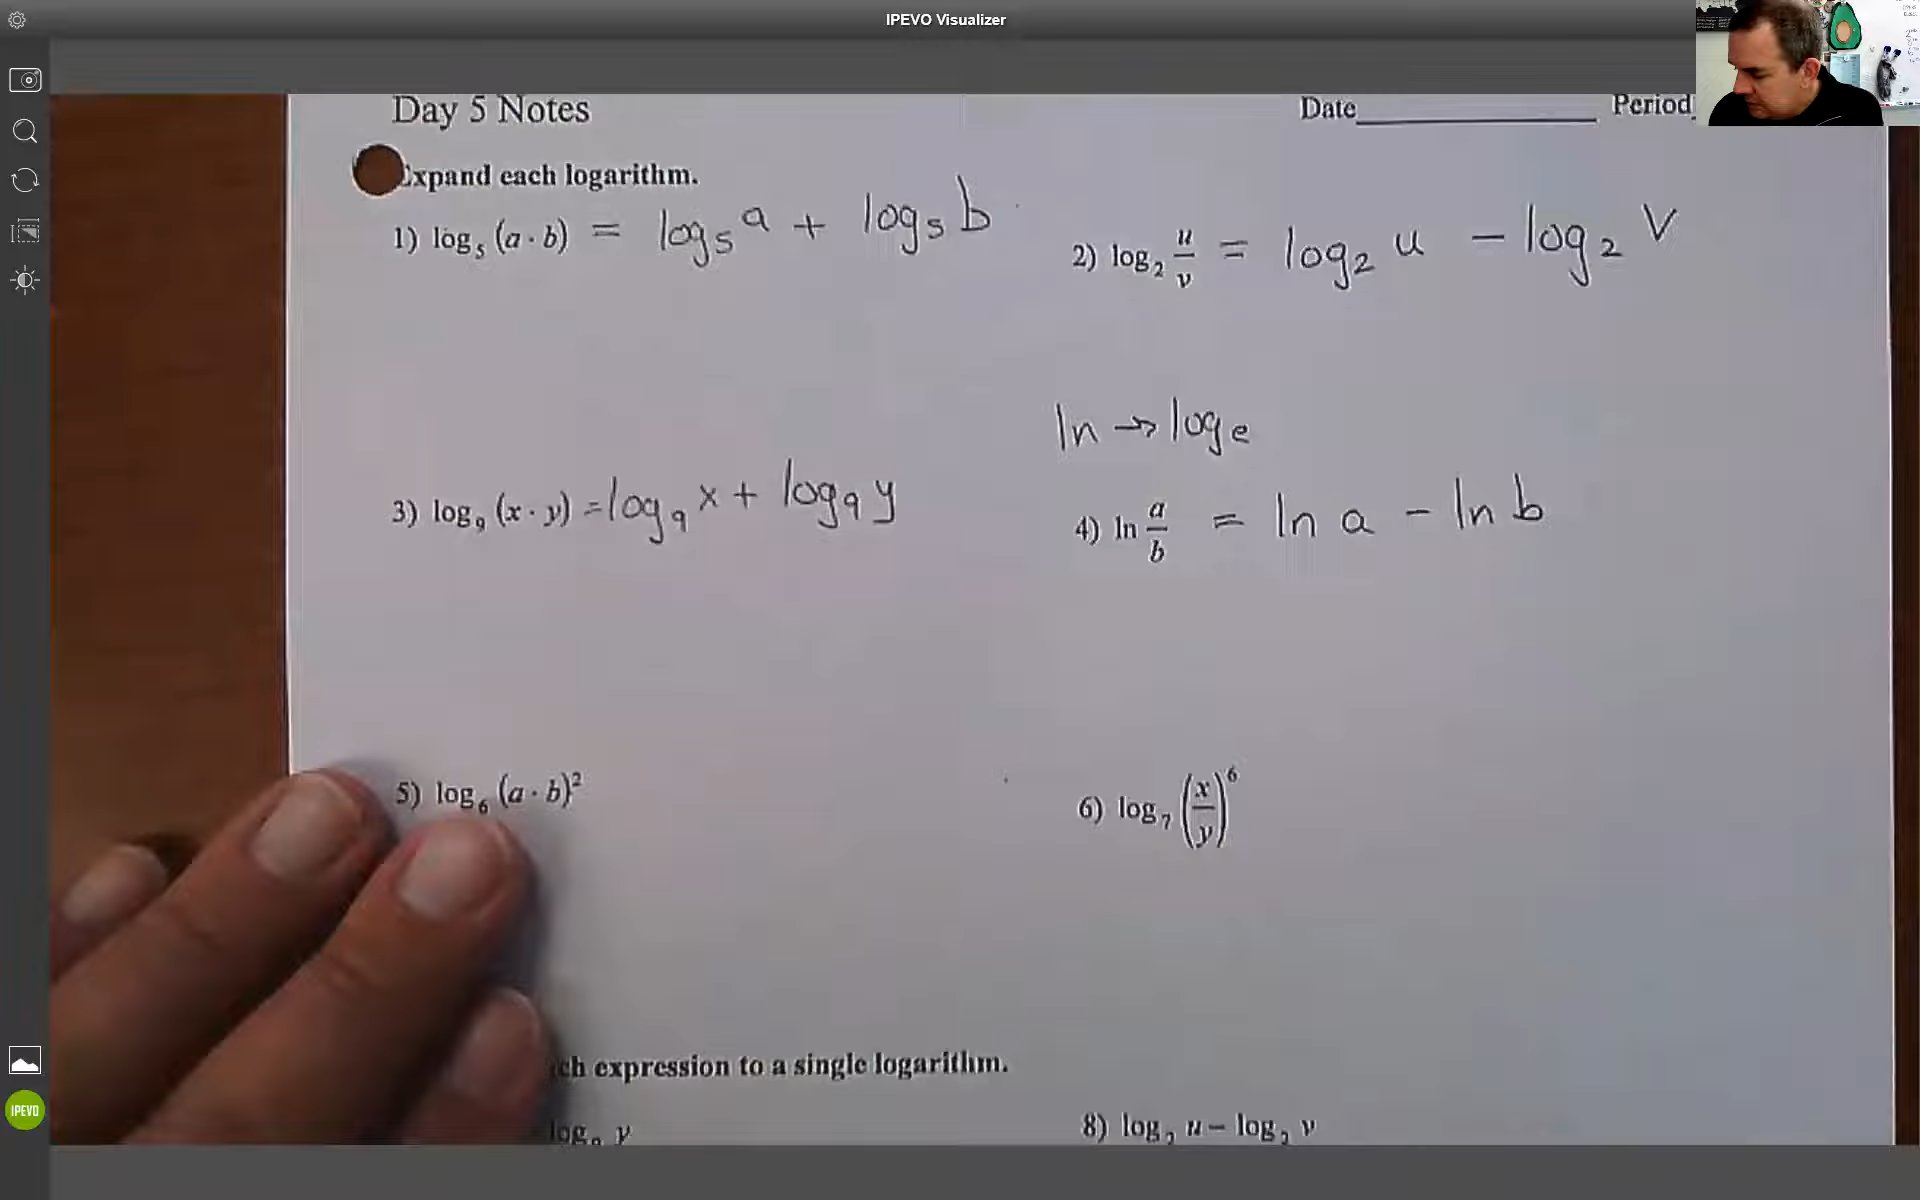 IPEVO Visualizer
Day 5 Notes
Date Period
Expand each logarithm.
1) log₅ (a · b) = log₅ a + log₅ b
2) log₂ u/v = log₂ u − log₂ v
ln → logₑ
3) log₉ (x · y) = log₉ x + log₉ y
4) ln a/b = ln a − ln b
5) log₆ (a · b)²
6) log₇ (x/y)⁶
expression to a single logarithm.
y
8) log₂ u − log₂ v
IPEVO